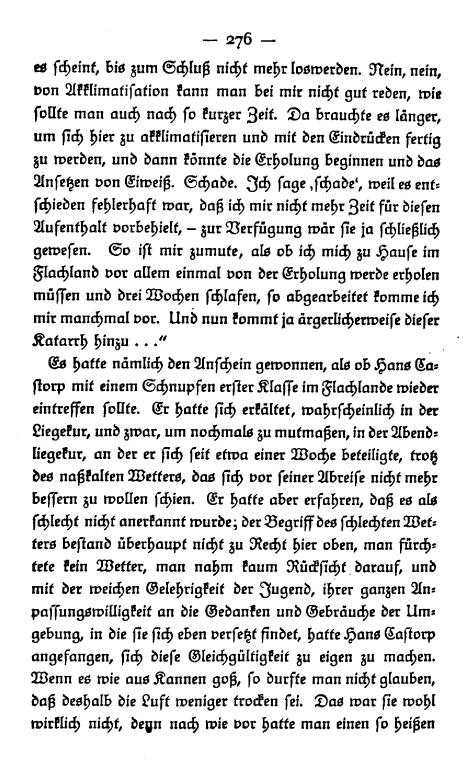 — 276 —
es scheint, bis zum Schluß nicht mehr loswerden. Nein, nein,
von Akklimatisation kann man bei mir nicht gut reden, wie
sollte man auch nach so kurzer Zeit. Da brauchte es länger,
um sich hier zu akklimatisieren und mit den Eindrücken fertig
zu werden, und dann könnte die Erholung beginnen und das
Ansetzen von Eiweiß. Schade. Ich sage ‚schade‘, weil es ent-
schieden fehlerhaft war, daß ich mir nicht mehr Zeit für diesen
Aufenthalt vorbehielt, – zur Verfügung wär sie ja schließlich
gewesen. So ist mir zumute, als ob ich mich zu Hause im
Flachland vor allem einmal von der Erholung werde erholen
müssen und drei Wochen schlafen, so abgearbeitet komme ich
mir manchmal vor. Und nun kommt ja ärgerlicherweise dieser
Katarrh hinzu . . .“
Es hatte nämlich den Anschein gewonnen, als ob Hans Ca-
storp mit einem Schnupfen erster Klasse im Flachlande wieder
eintreffen sollte. Er hatte sich erkältet, wahrscheinlich in der
Liegekur, und zwar, um nochmals zu mutmaßen, in der Abend-
liegekur, an der er sich seit etwa einer Woche beteiligte, trotz
des naßkalten Wetters, das sich vor seiner Abreise nicht mehr
bessern zu wollen schien. Er hatte aber erfahren, daß es als
schlecht nicht anerkannt wurde; der Begriff des schlechten Wet-
ters bestand überhaupt nicht zu Recht hier oben, man fürch-
tete kein Wetter, man nahm kaum Rücksicht darauf, und
mit der weichen Gelehrigkeit der Jugend, ihrer ganzen An-
passungswilligkeit an die Gedanken und Gebräuche der Um-
gebung, in die sie sich eben versetzt findet, hatte Hans Castorp
angefangen, sich diese Gleichgültigkeit zu eigen zu machen.
Wenn es wie aus Kannen goß, so durfte man nicht glauben,
daß deshalb die Luft weniger trocken sei. Das war sie wohl
wirklich nicht, denn nach wie vor hatte man einen so heißen